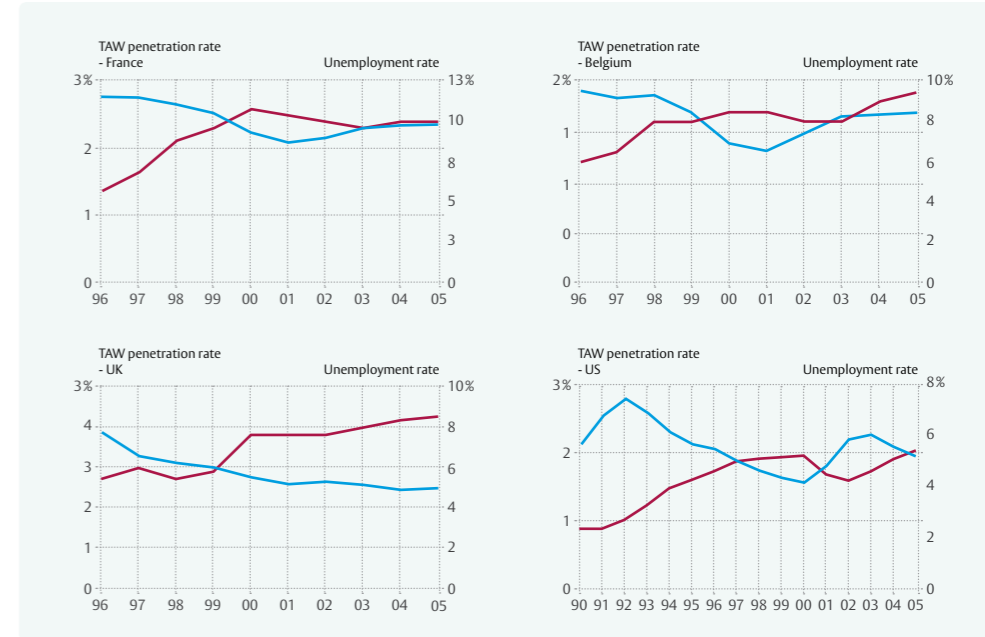 TAW penetration rate
- France Unemployment rate
3% 13%
10
2
8
5
1
3
0 0
96 97 98 99 00 01 02 03 04 05
TAW penetration rate
- Belgium Unemployment rate
2% 10%
1 8
6
1
4
0 2
0 0
96 97 98 99 00 01 02 03 04 05
TAW penetration rate
- UK Unemployment rate
3% 10%
4 8
3 6
2 4
1 2
0 0
96 97 98 99 00 01 02 03 04 05
TAW penetration rate
- US Unemployment rate
3% 8%
6
2
4
1
2
0 0
90 91 92 93 94 95 96 97 98 99 00 01 02 03 04 05